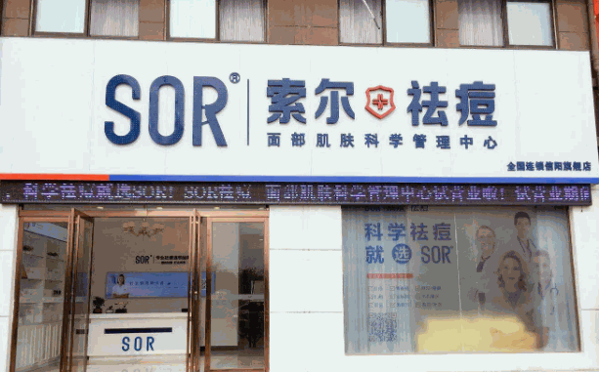 SOR®
索尔 祛痘
面部肌肤科学管理中心
全国连锁信阳旗舰店
科学祛痘就选SOR! SOR祛痘 面部肌肤科学管理中心试营业啦! 试营业期间
科学祛痘
就选SOR
SOR
SOR